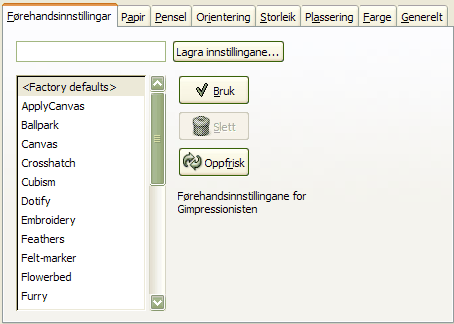 Førehandsinnstillingar Papir Pensel Orientering Storleik Plassering Farge Generelt
Lagra innstillingane...
<Factory defaults>
ApplyCanvas
Ballpark
Canvas
Crosshatch
Cubism
Dotify
Embroidery
Feathers
Felt-marker
Flowerbed
Furry
Bruk
Slett
Oppfrisk
Førehandsinnstillingane for
Gimpressionisten